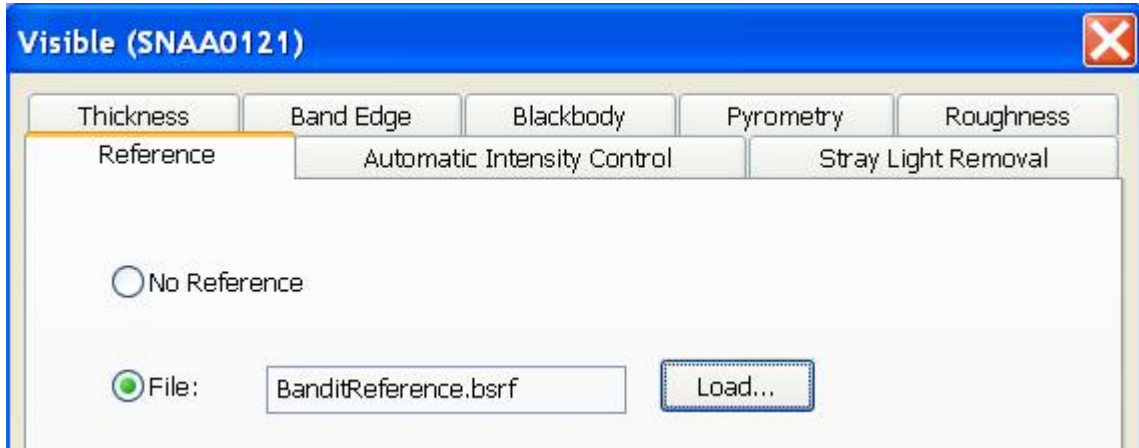 Visible (SNAA0121)
Thickness Band Edge Blackbody Pyrometry Roughness
Reference Automatic Intensity Control Stray Light Removal
No Reference
File: BanditReference.bsrf Load...